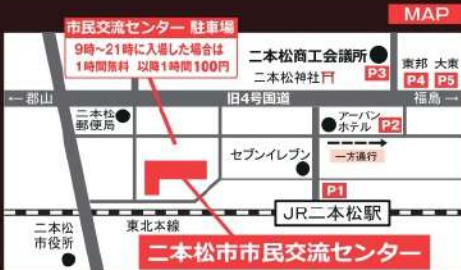 MAP
市民交流センター 駐車場
9時～21時に入場した場合は
1時間無料 以降1時間100円
二本松商工会議所
P3
二本松神社
東邦 大東
P4 P5
← 郡山
旧4号国道
福島 →
二本松
郵便局
アーバン
ホテル
P2
一方通行
セブンイレブン
P1
JR二本松駅
東北本線
二本松
市役所
二本松市市民交流センター